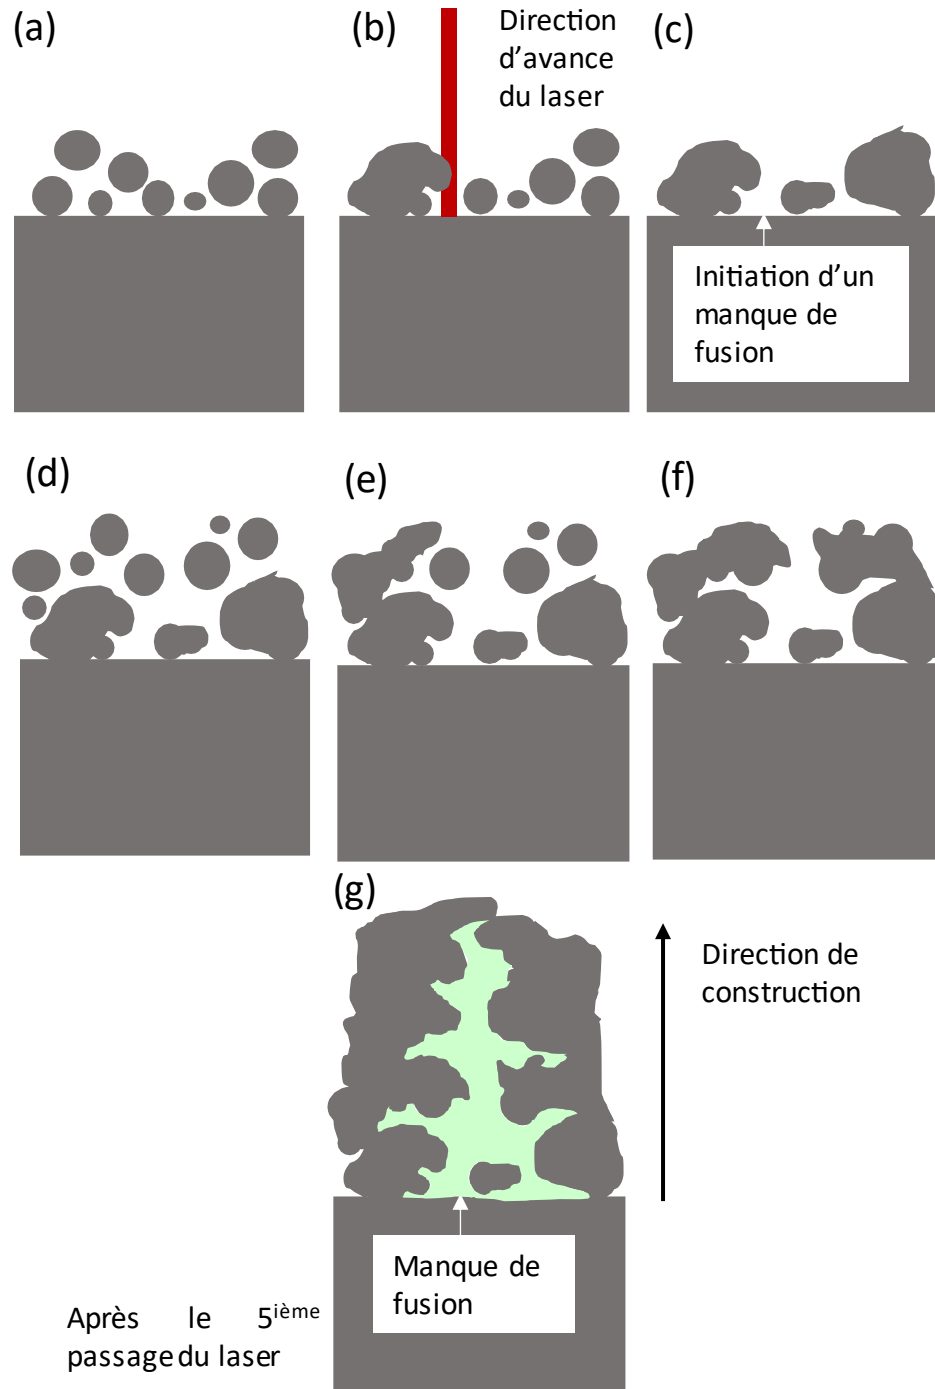 (a)
(b)
Direction
d'avance
du laser
(c)
Initiation d'un
manque de
fusion
(d)
(e)
(f)
(g)
Direction de
construction
Manque de
fusion
Après le 5ième
passage du laser